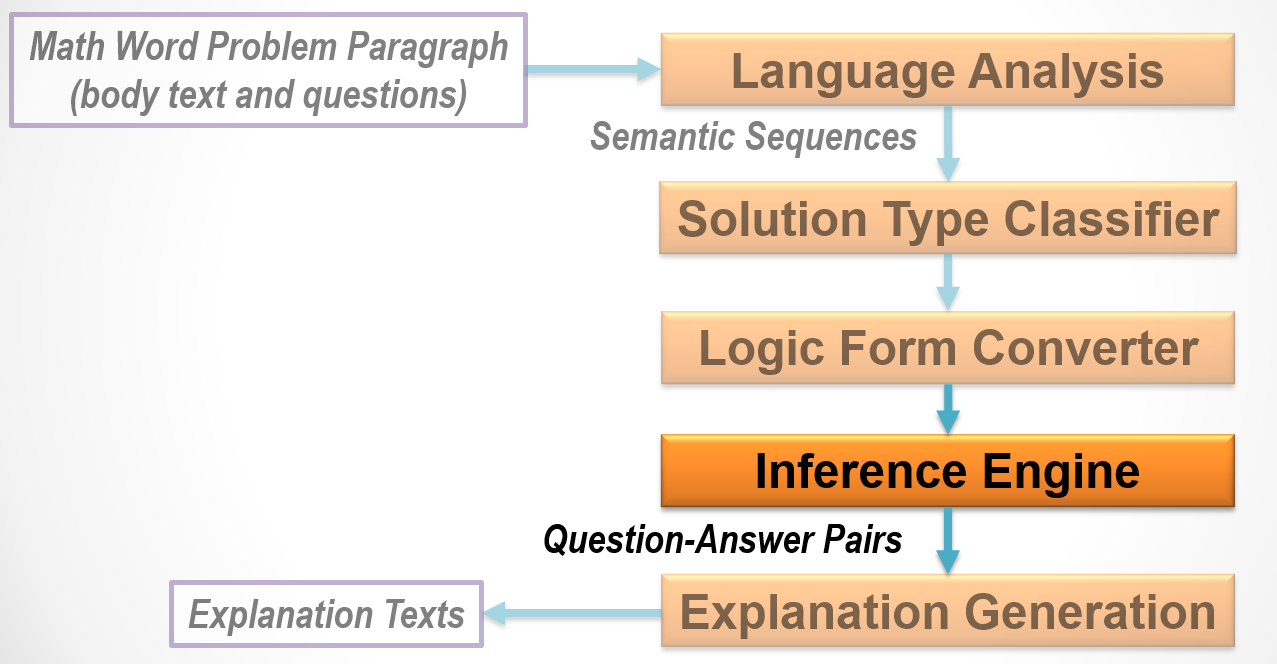 Math Word Problem Paragraph
(body text and questions)
Language Analysis
Semantic Sequences
Solution Type Classifier
Logic Form Converter
Inference Engine
Question-Answer Pairs
Explanation Texts
Explanation Generation